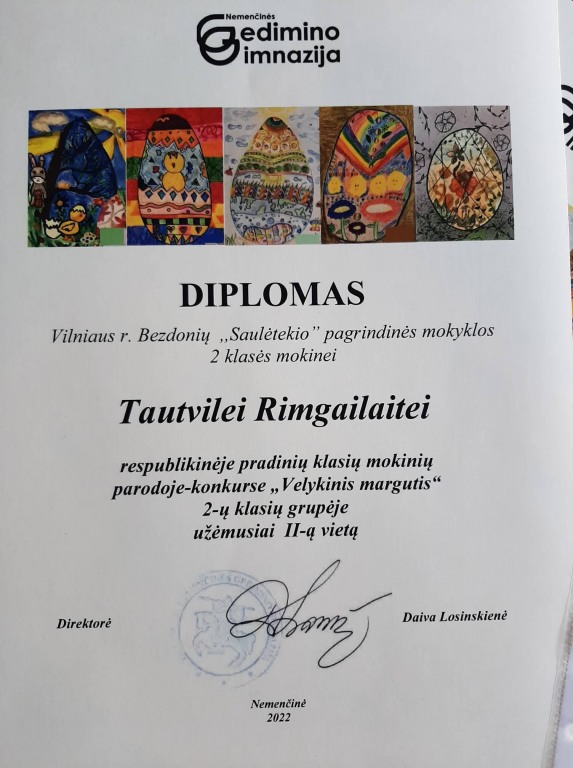 Nemenčinės
Gedimino
Gimnazija
DIPLOMAS
Vilniaus r. Bezdonių ,,Saulėtekio” pagrindinės mokyklos
2 klasės mokinei
Tautvilei Rimgailaitei
respublikinėje pradinių klasių mokinių
parodoje-konkurse „Velykinis margutis“
2-ų klasių grupėje
užėmusiai II-ą vietą
Direktorė
Daiva Losinskienė
Nemenčinė
2022